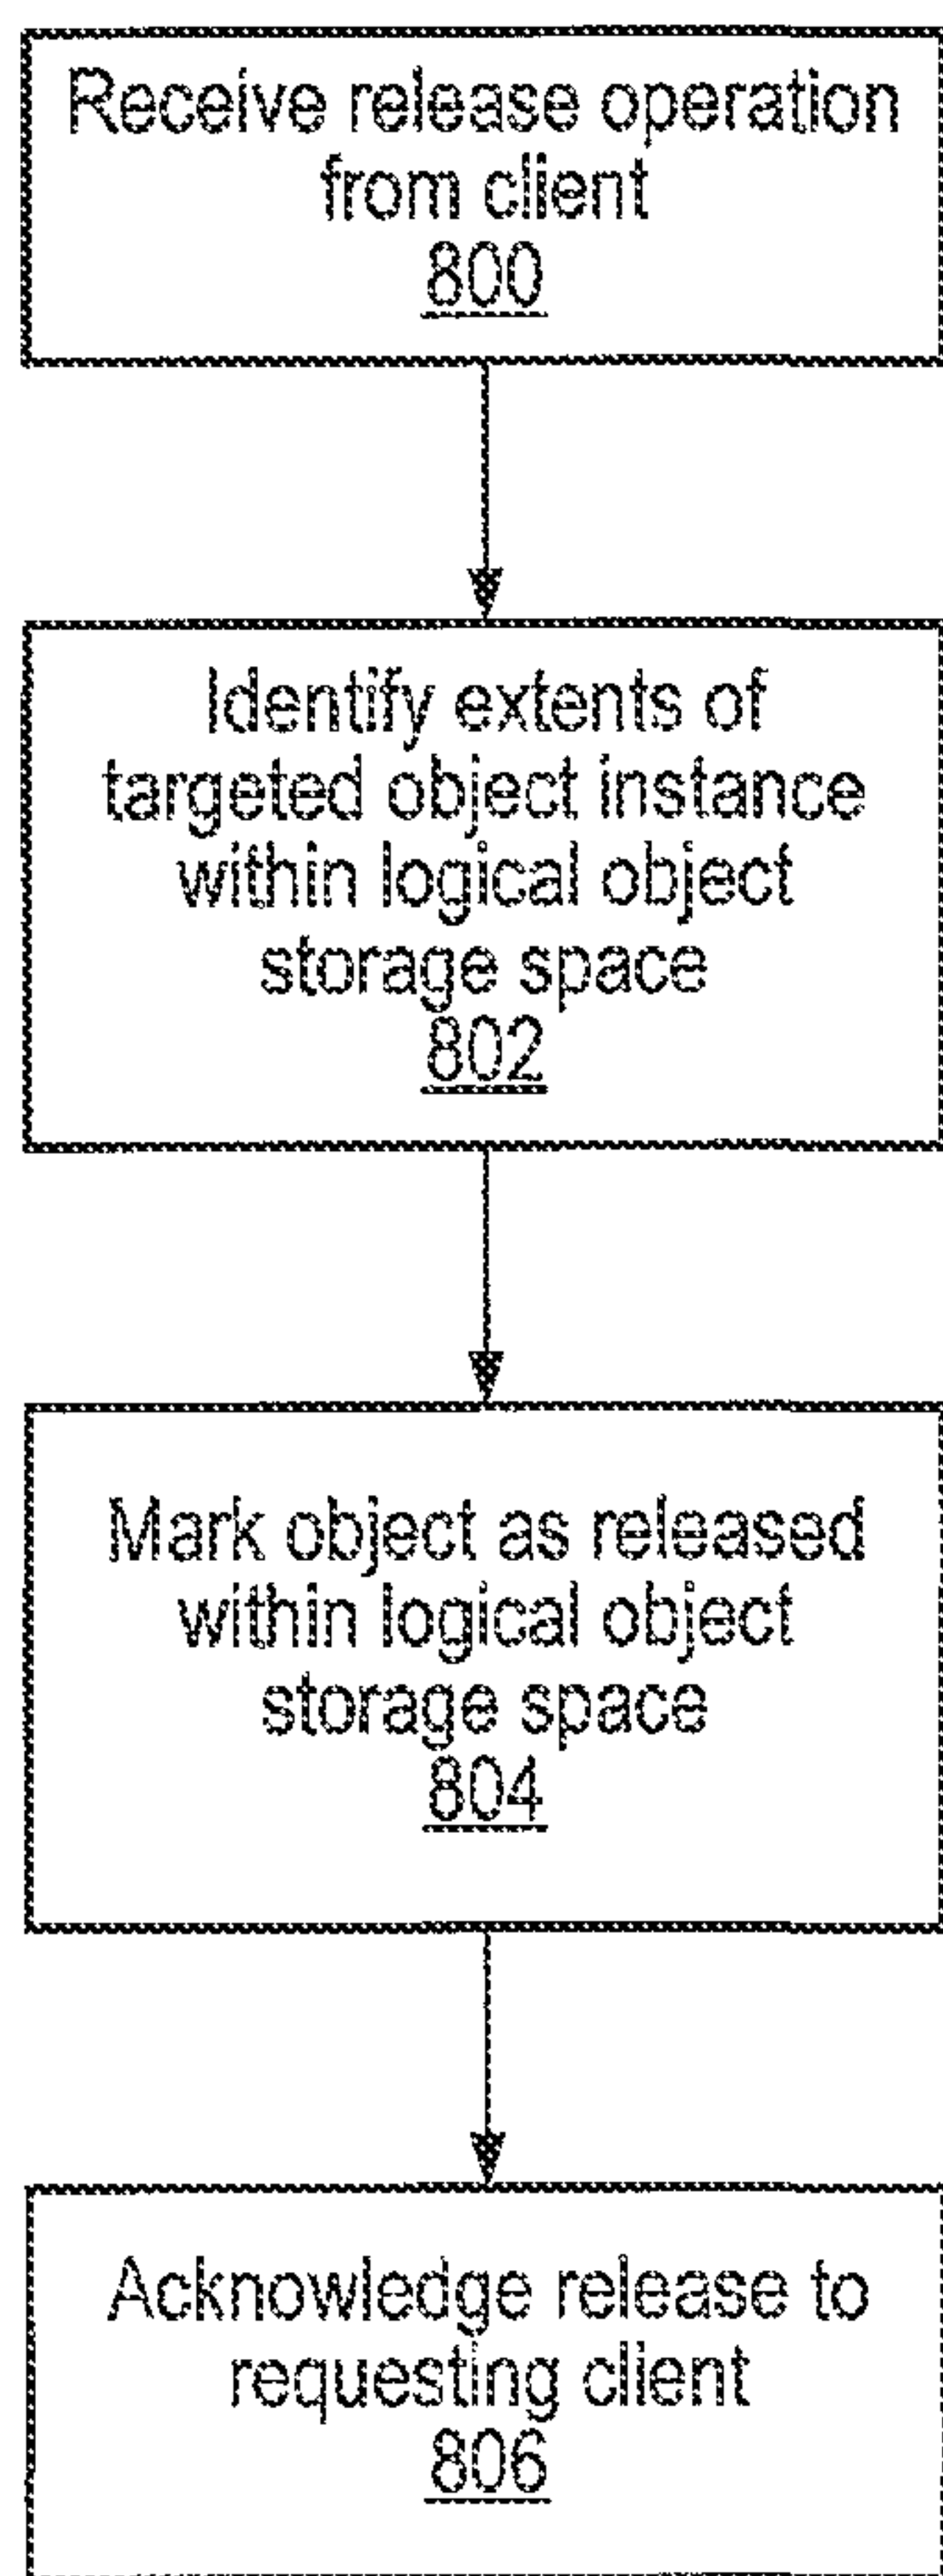 Receive release operation
from client
800
Identify extents of
targeted object instance
within logical object
storage space
802
Mark object as released
within logical object
storage space
804
Acknowledge release to
requesting client
806